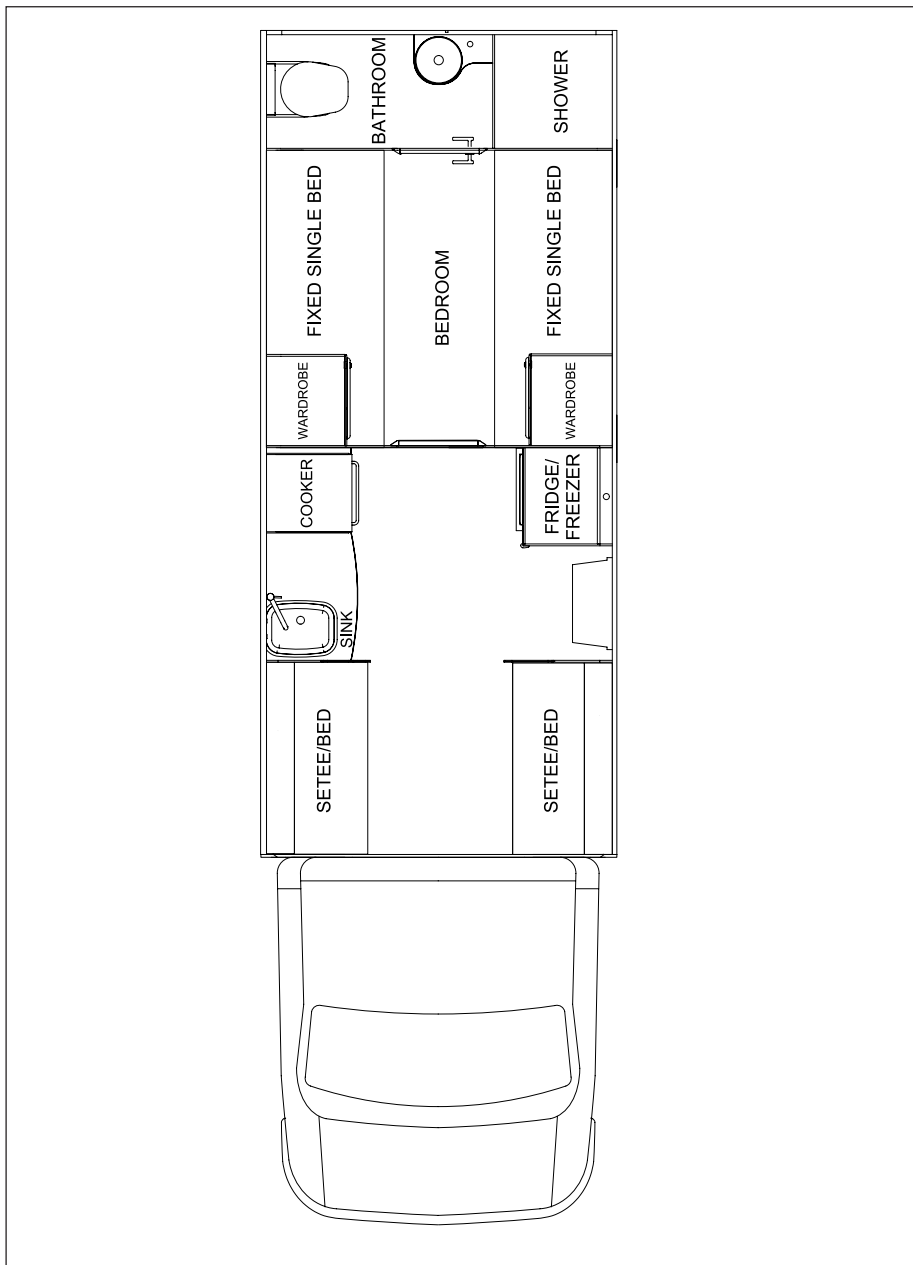 BATHROOM
SHOWER
FIXED SINGLE BED
BEDROOM
FIXED SINGLE BED
WARDROBE
WARDROBE
COOKER
FRIDGE/
FREEZER
SINK
SETEE/BED
SETEE/BED